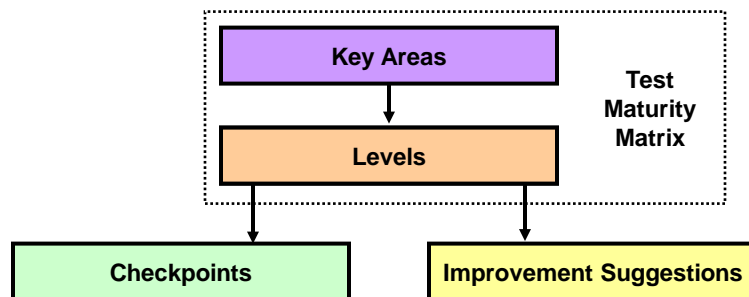 Key Areas
Test
Maturity
Matrix
Levels
Checkpoints
Improvement Suggestions